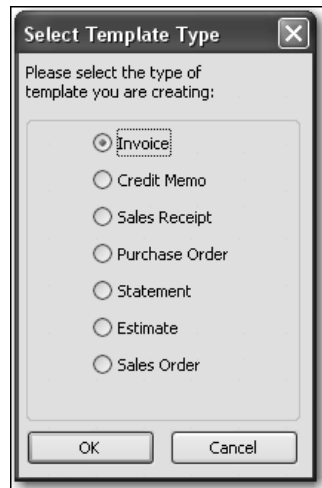 Select Template Type
Please select the type of
template you are creating:
Invoice
Credit Memo
Sales Receipt
Purchase Order
Statement
Estimate
Sales Order
OK
Cancel